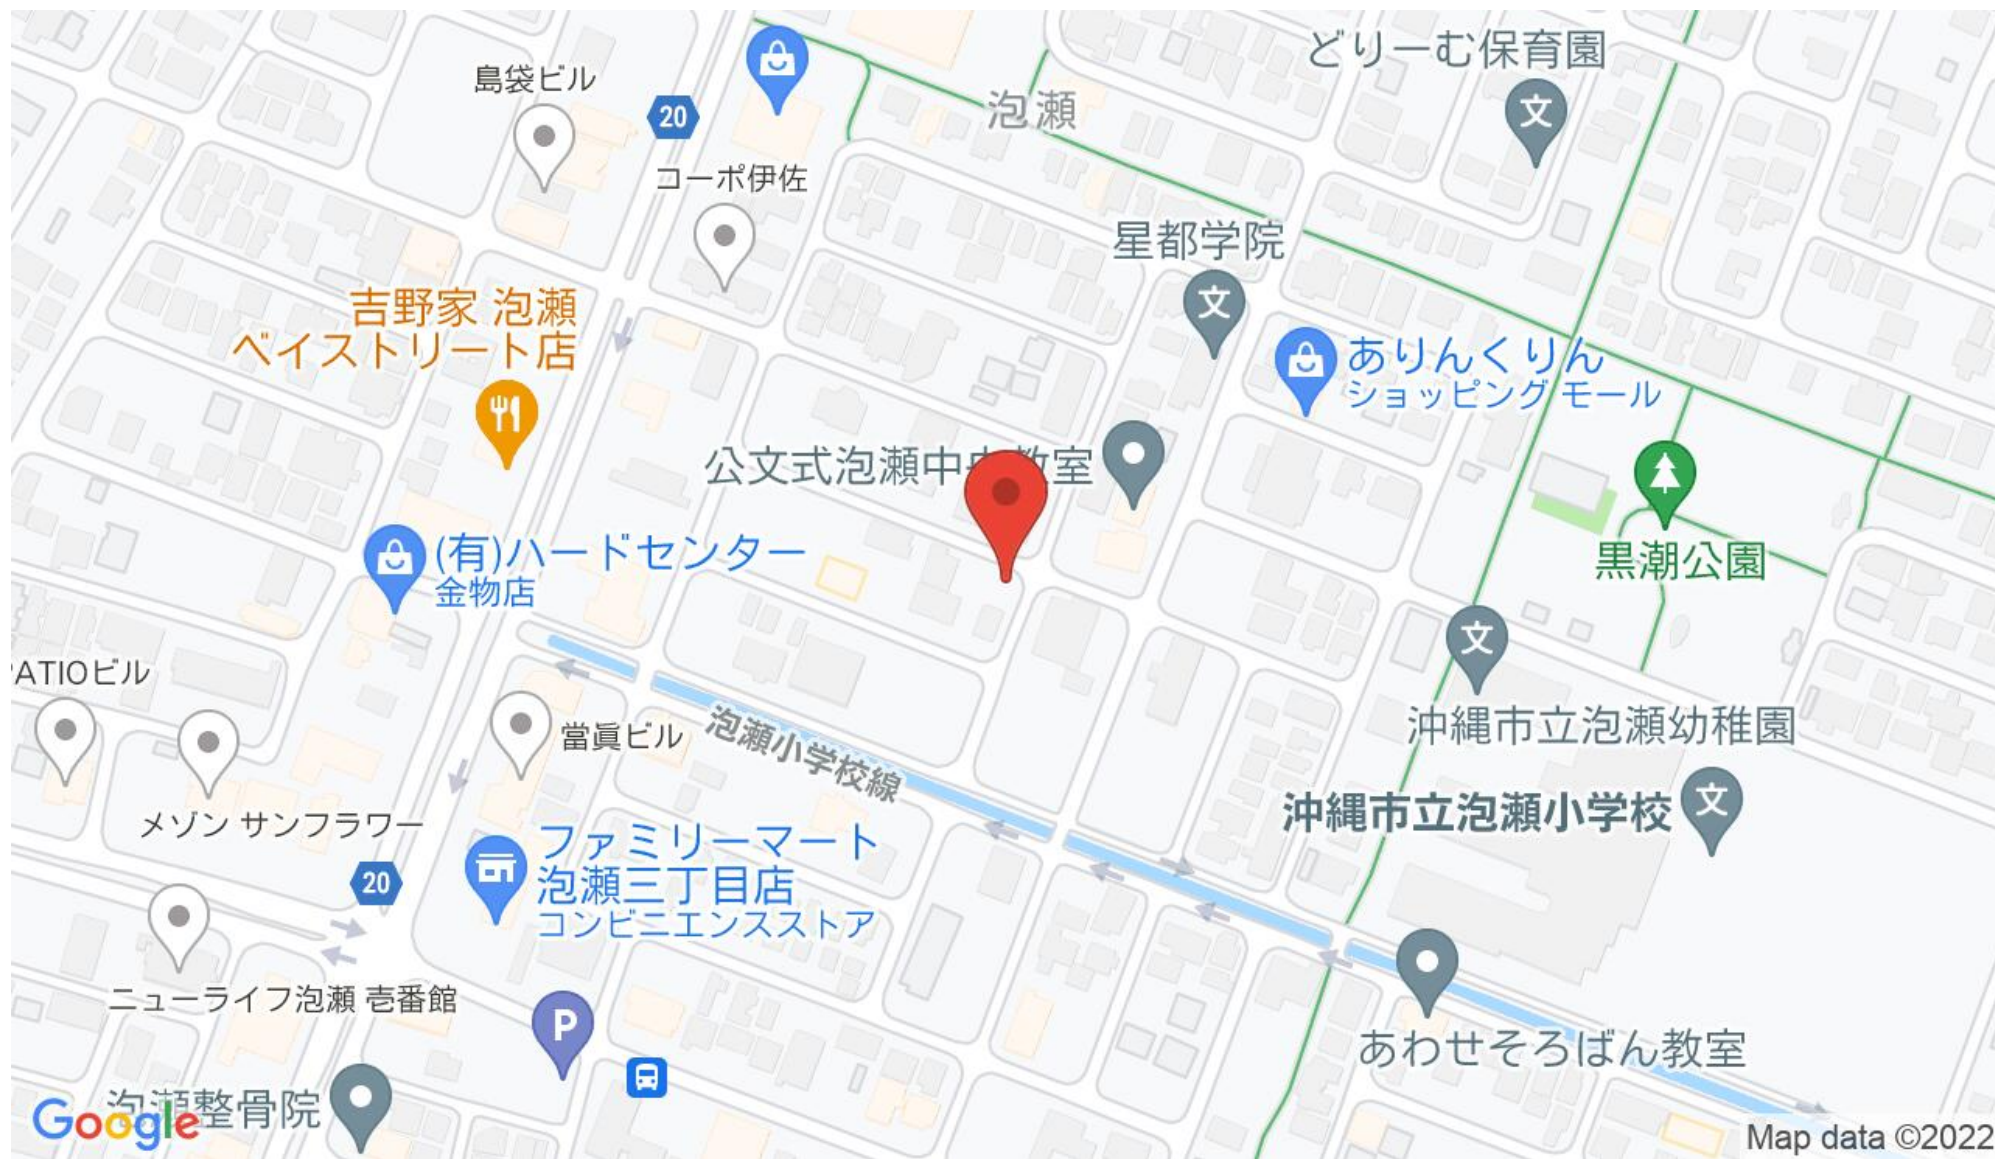 どりーむ保育園
島袋ビル
20
泡瀬
文
コーポ伊佐
星都学院
文
吉野家 泡瀬
ベイストリート店
ありんくりん
ショッピング モール
公文式泡瀬中央教室
(有)ハードセンター
金物店
黒潮公園
文
ATIOビル
沖縄市立泡瀬幼稚園
當眞ビル
泡瀬小学校線
沖縄市立泡瀬小学校
文
メゾン サンフラワー
ファミリーマート
泡瀬三丁目店
コンビニエンスストア
20
ニューライフ泡瀬 壱番館
P
あわせそろばん教室
泡瀬整骨院
Google
Map data ©2022